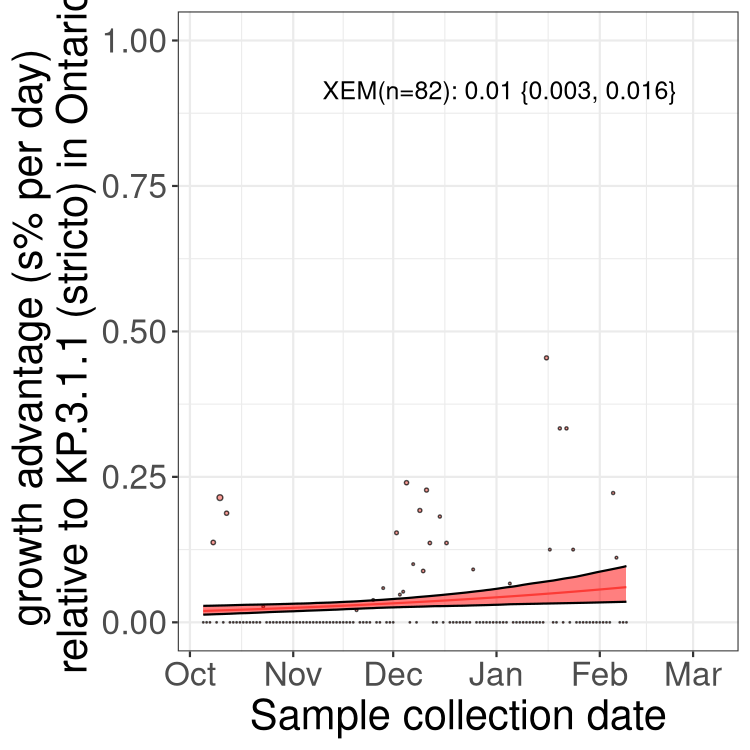 growth advantage (s% per day)
relative to KP.3.1.1 (stricto) in Ontario
1.00
0.75
0.50
0.25
0.00
XEM(n=82): 0.01 {0.003, 0.016}
Oct Nov Dec Jan Feb Mar
Sample collection date